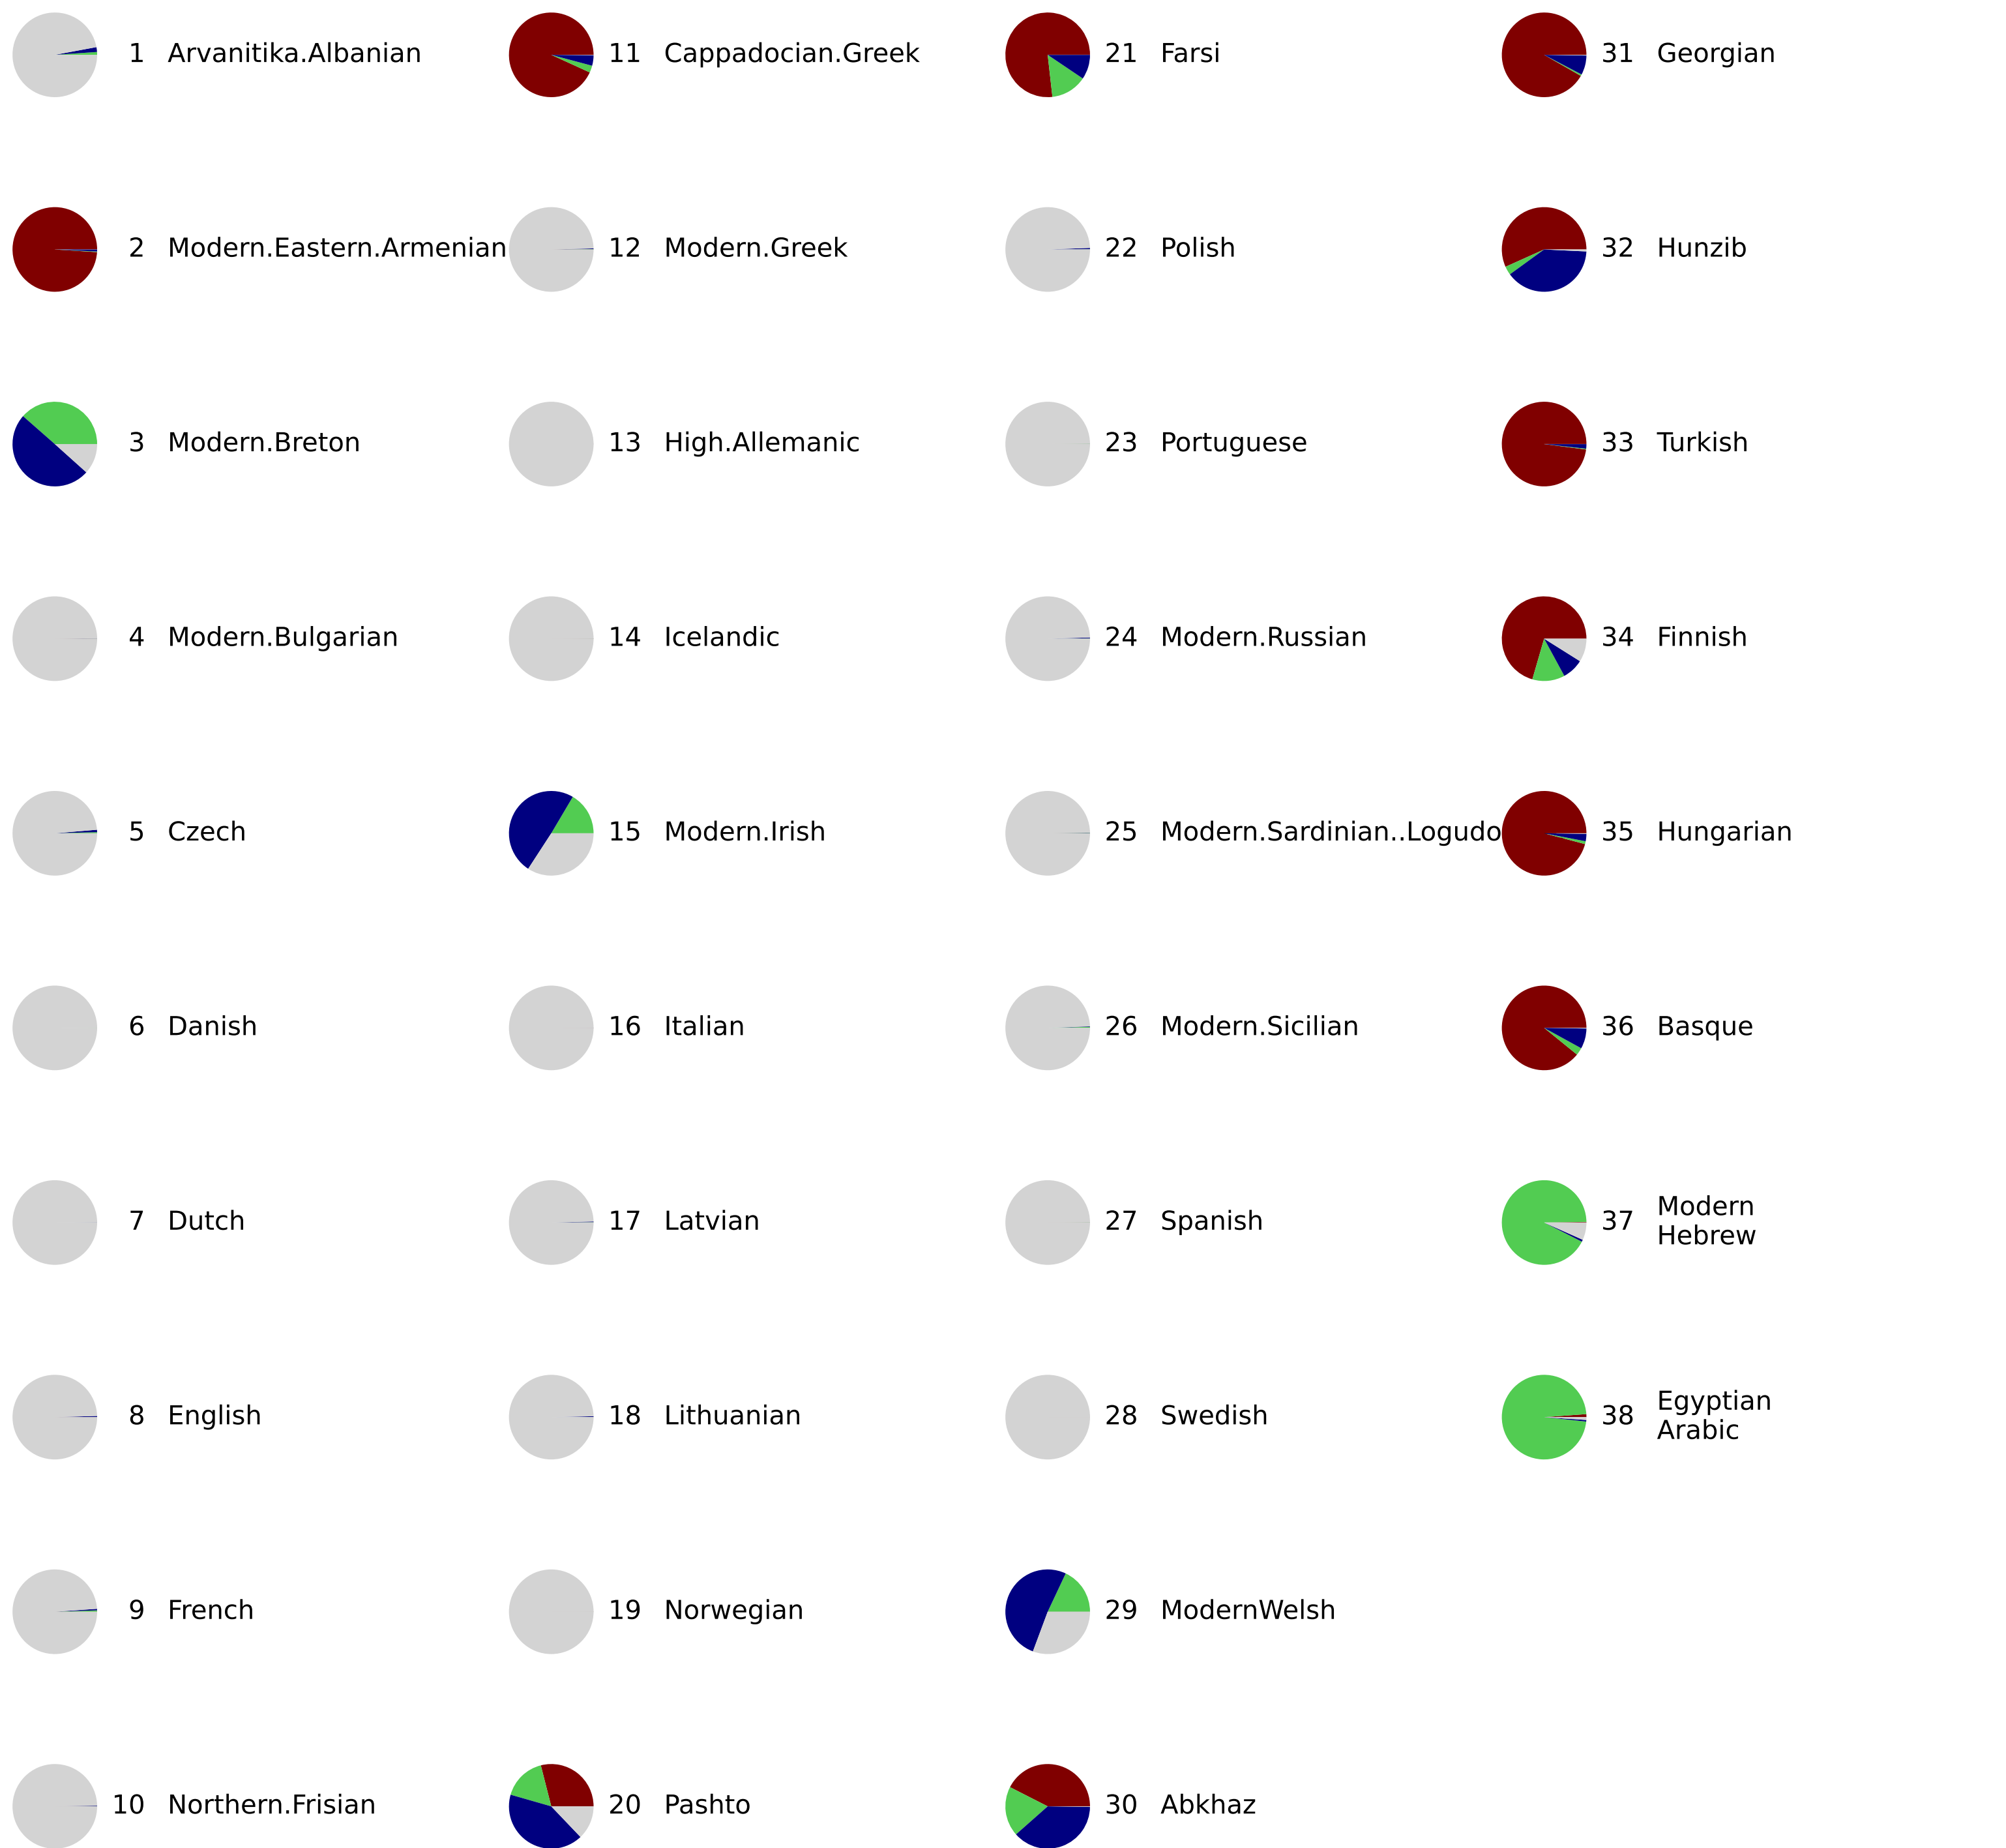 1 Arvanitika.Albanian
2 Modern.Eastern.Armenian
3 Modern.Breton
4 Modern.Bulgarian
5 Czech
6 Danish
7 Dutch
8 English
9 French
10 Northern.Frisian
11 Cappadocian.Greek
12 Modern.Greek
13 High.Allemanic
14 Icelandic
15 Modern.Irish
16 Italian
17 Latvian
18 Lithuanian
19 Norwegian
20 Pashto
21 Farsi
22 Polish
23 Portuguese
24 Modern.Russian
25 Modern.Sardinian..Logudo
26 Modern.Sicilian
27 Spanish
28 Swedish
29 ModernWelsh
30 Abkhaz
31 Georgian
32 Hunzib
33 Turkish
34 Finnish
35 Hungarian
36 Basque
37 Modern
Hebrew
38 Egyptian
Arabic